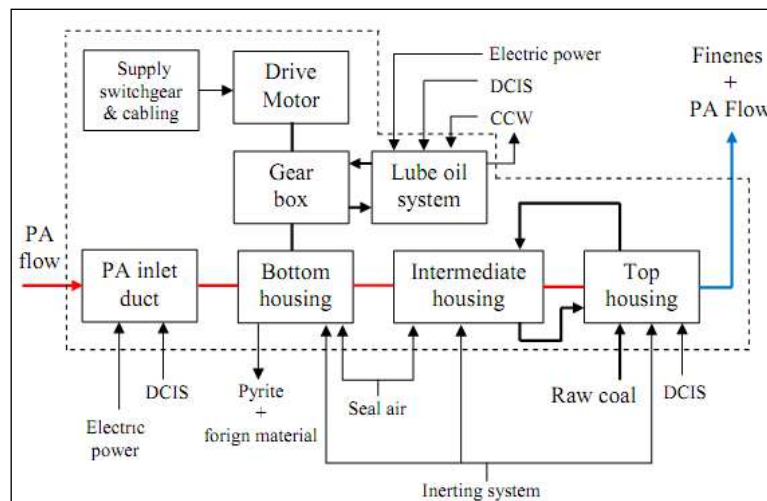 Supply
switchgear
& cabling
Drive
Motor
Electric power
DCIS
CCW
Finenes
+
PA Flow
Gear
box
Lube oil
system
PA
flow
PA inlet
duct
Bottom
housing
Intermediate
housing
Top
housing
Electric
power
DCIS
Pyrite
+
forign material
Seal air
Raw coal
DCIS
Inerting system